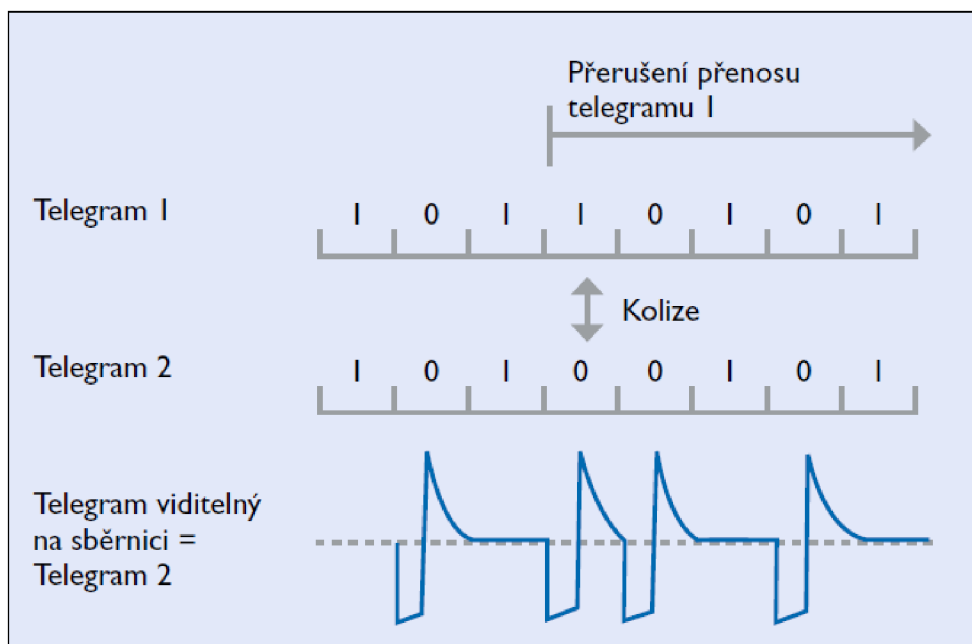 Přerušení přenosu
telegramu 1
Telegram 1
1 0 1 1 0 1 0 1
Kolize
Telegram 2
1 0 1 0 0 1 0 1
Telegram viditelný
na sběrnici =
Telegram 2